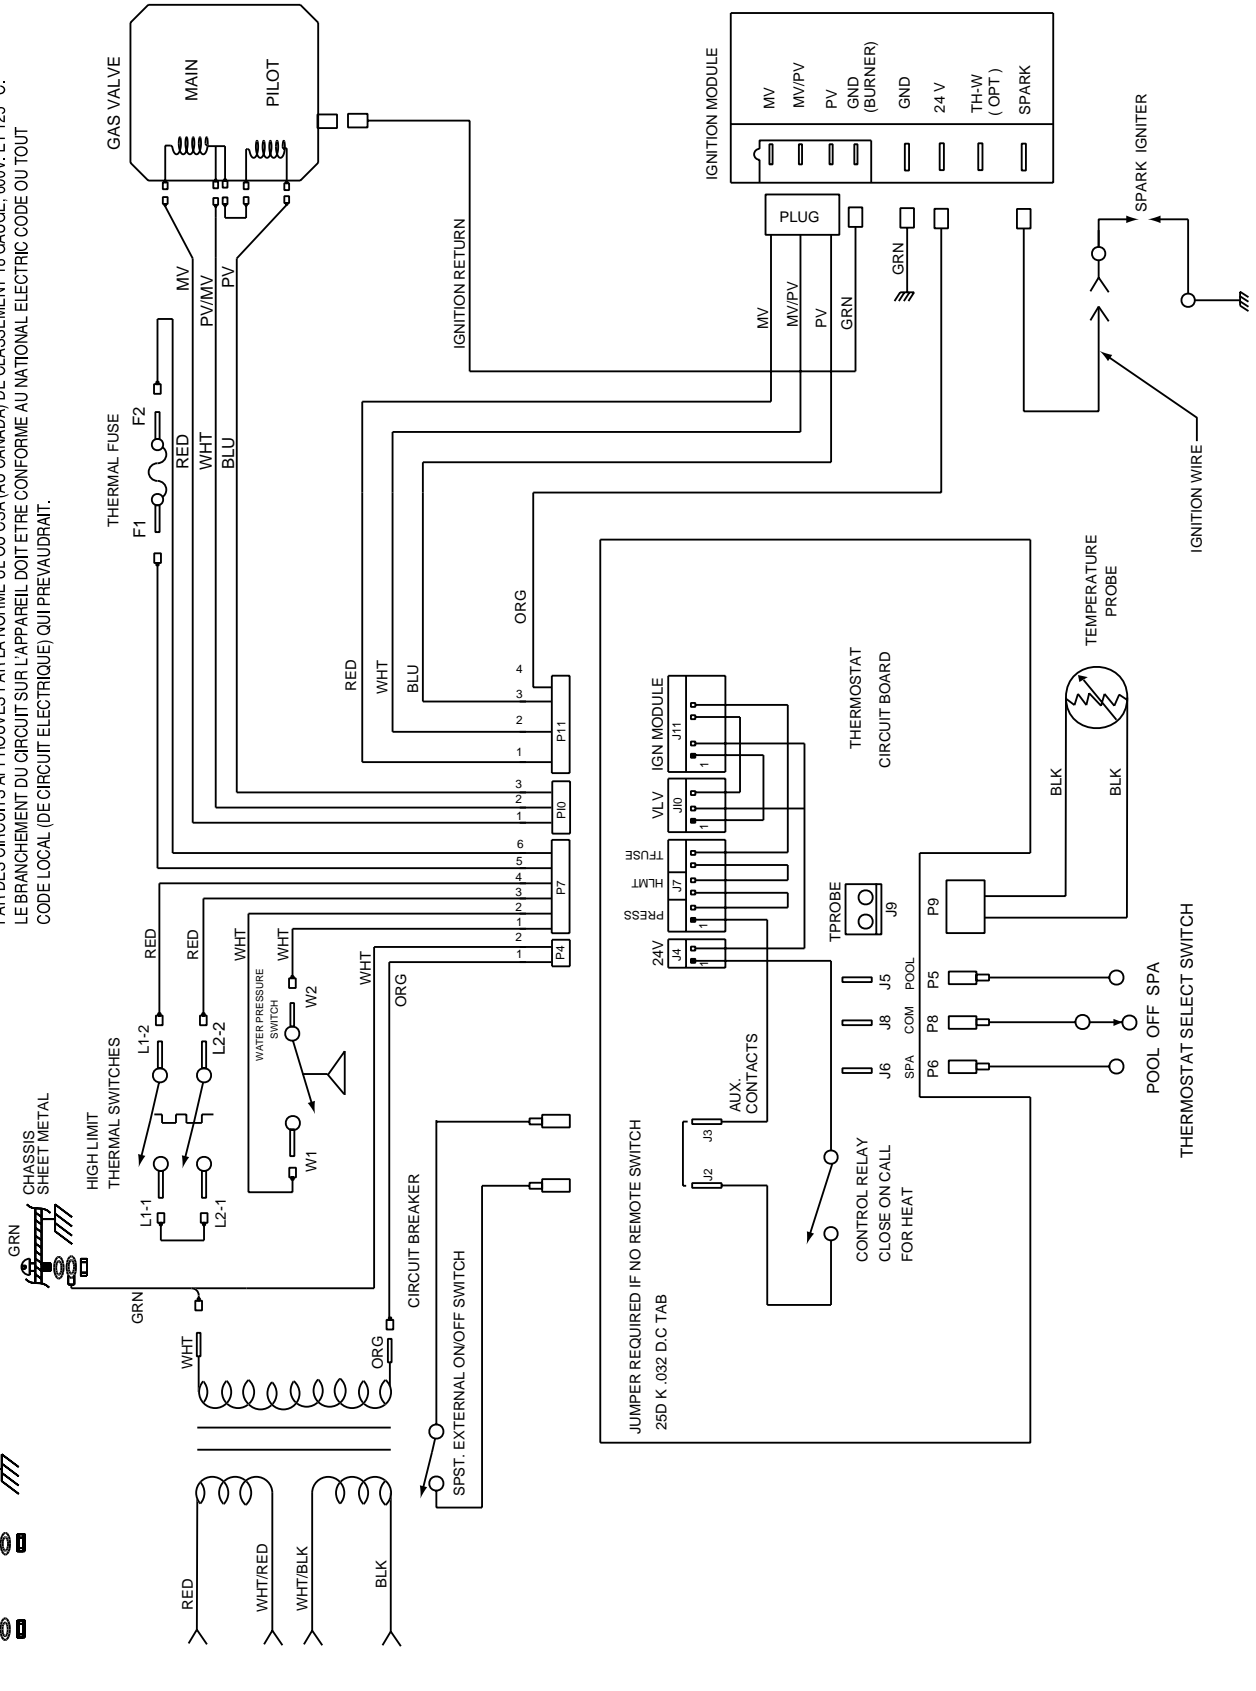 LE BRANCHEMENT DU CIRCUIT SUR L'APPAREIL DOIT ETRE CONFORME AU NATIONAL ELECTRIC CODE OU TOUT
CODE LOCAL (DE CIRCUIT ELECTRIQUE) QUI PREVAUDRAIT.
GRN
CHASSIS
SHEET METAL
GRN
WHT
ORG
RED
WHT/RED
WHT/BLK
BLK
HIGH LIMIT
THERMAL SWITCHES
L1-1
L1-2
L2-1
L2-2
RED
RED
WATER PRESSURE
SWITCH
W1
W2
WHT
WHT
WHT
ORG
THERMAL FUSE
F1
F2
GAS VALVE
MAIN
PILOT
MV
PV/MV
PV
RED
WHT
BLU
CIRCUIT BREAKER
SPST. EXTERNAL ON/OFF SWITCH
1
2
P4
1
2
3
4
5
6
P7
1
2
3
PI0
1
2
3
4
P11
RED
WHT
BLU
ORG
IGNITION RETURN
MV
MV/PV
PV
GRN
PLUG
GRN
IGNITION MODULE
MV
MV/PV
PV
GND
(BURNER)
GND
24 V
TH-W
( OPT )
SPARK
SPARK IGNITER
IGNITION WIRE
JUMPER REQUIRED IF NO REMOTE SWITCH
25D K .032 D.C TAB
J2
J3
AUX.
CONTACTS
24V
J4
1
PRESS
HLMT
TFUSE
J7
1
VLV
JI0
1
IGN MODULE
J11
1
THERMOSTAT
CIRCUIT BOARD
CONTROL RELAY
CLOSE ON CALL
FOR HEAT
J6
J8
J5
SPA
COM
POOL
P6
P8
P5
TPROBE
J9
P9
BLK
BLK
TEMPERATURE
PROBE
POOL OFF SPA
THERMOSTAT SELECT SWITCH